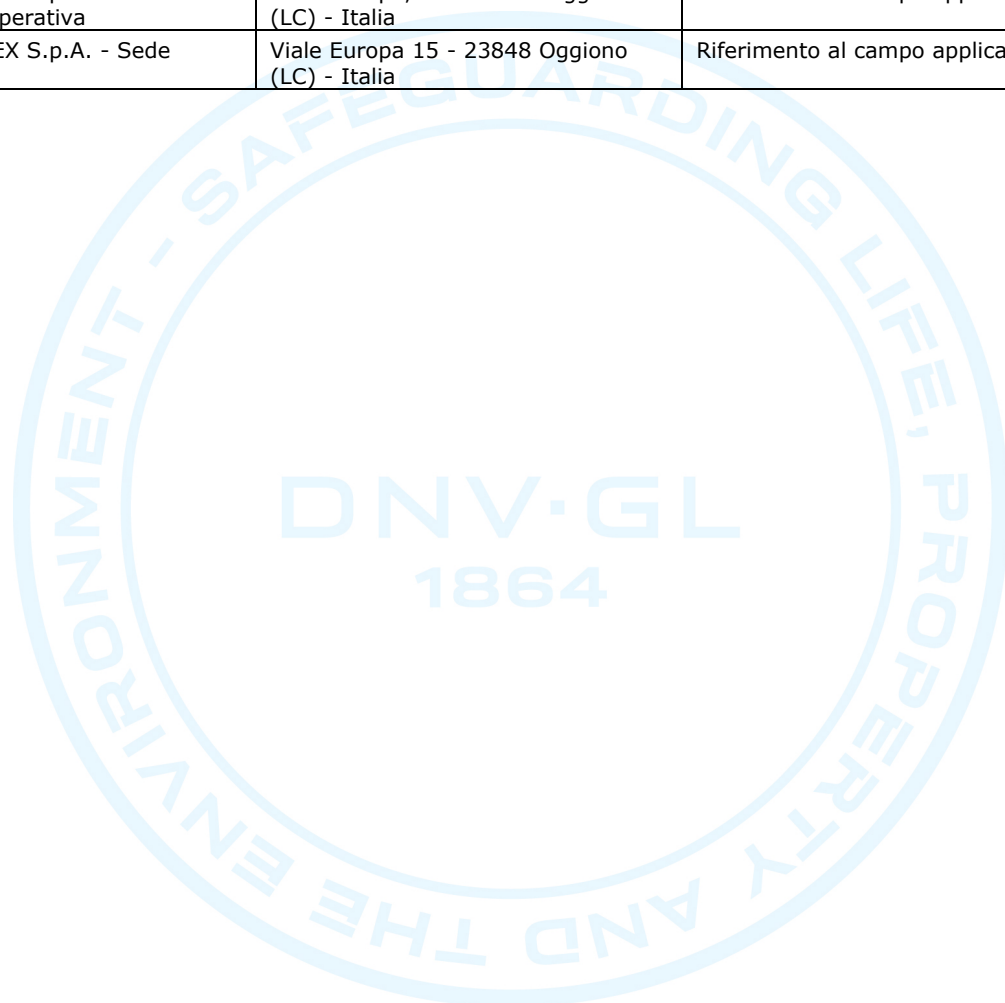 perativa
(LC) - Italia
EX S.p.A. - Sede
Viale Europa 15 - 23848 Oggiono
(LC) - Italia
Riferimento al campo applica
SAFEGUARDING LIFE, PROPERTY AND THE ENVIRONMENT -
DNV·GL
1864